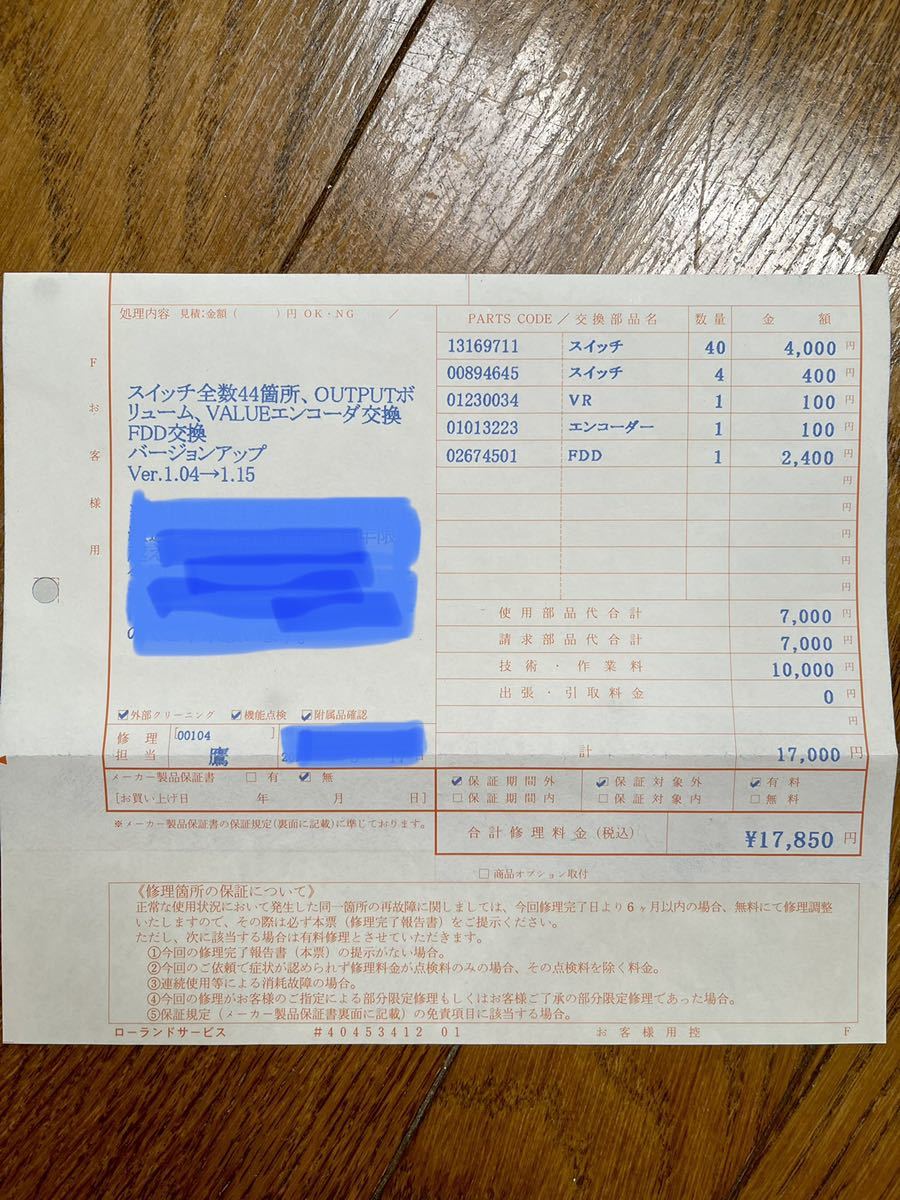 処理内容 見積:金額( )円 OK・NG /
スイッチ全数44箇所、OUTPUTボ
リューム、VALUEエンコーダ交換
FDD交換
バージョンアップ
Ver.1.04→1.15
年限
☑外部クリーニング ☑機能点検 ☑附属品確認
修理 [00104 ]
担当 鷹
メーカー製品保証書 □有 ☑無
[お買い上げ日 年 月 日]
※メーカー製品保証書の保証規定(裏面に記載)に準じております。
Fお客様用
PARTS CODE/交換部品名 数量 金額
13169711 スイッチ 40 4,000 円
00894645 スイッチ 4 400 円
01230034 VR 1 100 円
01013223 エンコーダー 1 100 円
02674501 FDD 1 2,400 円
円
円
円
円
円
使用部品代合計 7,000 円
請求部品代合計 7,000 円
技術・作業料 10,000 円
出張・引取料金 0 円
円
計 17,000 円
☑保証期間外 ☑保証対象外 ☑有料
□保証期間内 □保証対象内 □無料
合計修理料金(税込) ¥17,850 円
□商品オプション取付
《修理箇所の保証について》
正常な使用状況において発生した同一箇所の再故障に関しましては、今回修理完了日より6ヶ月以内の場合、無料にて修理調整
いたしますので、その際は必ず本票(修理完了報告書)をご提示ください。
ただし、次に該当する場合は有料修理とさせていただきます。
①今回の修理完了報告書(本票)の提示がない場合。
②今回のご依頼で症状が認められず修理料金が点検料のみの場合、その点検料を除く料金。
③連続使用等による消耗故障の場合。
④今回の修理がお客様のご指定による部分限定修理もしくはお客様ご了承の部分限定修理であった場合。
⑤保証規定(メーカー製品保証書裏面に記載)の免責項目に該当する場合。
ローランドサービス #40453412 01 お客様用控 F